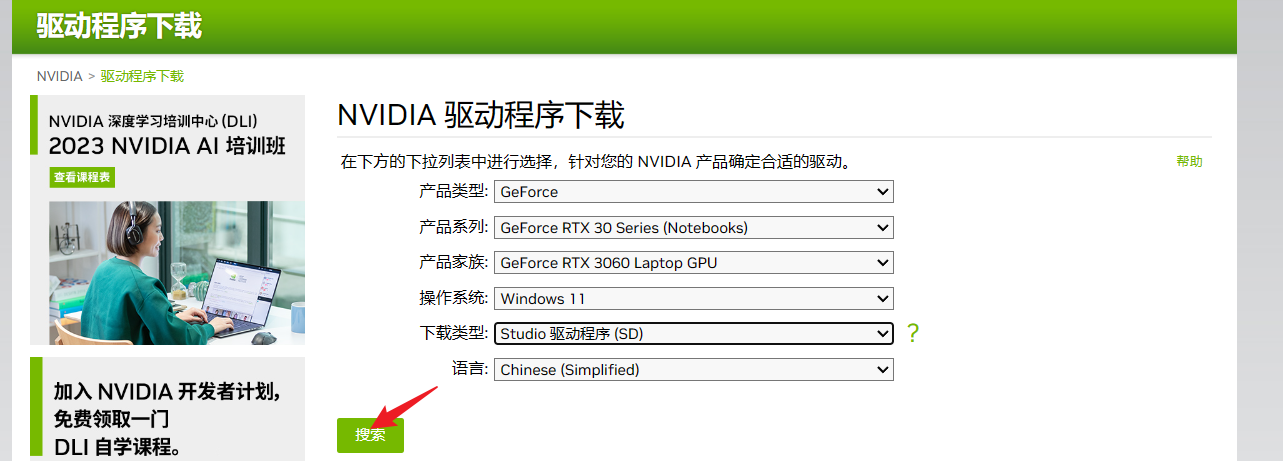 驱动程序下载
NVIDIA > 驱动程序下载
NVIDIA 深度学习培训中心 (DLI)
2023 NVIDIA AI 培训班
查看课程表
加入 NVIDIA 开发者计划,
免费领取一门
DLI 自学课程。
NVIDIA 驱动程序下载
在下方的下拉列表中进行选择，针对您的 NVIDIA 产品确定合适的驱动。
帮助
产品类型: GeForce
产品系列: GeForce RTX 30 Series (Notebooks)
产品家族: GeForce RTX 3060 Laptop GPU
操作系统: Windows 11
下载类型: Studio 驱动程序 (SD) ?
语言: Chinese (Simplified)
搜索